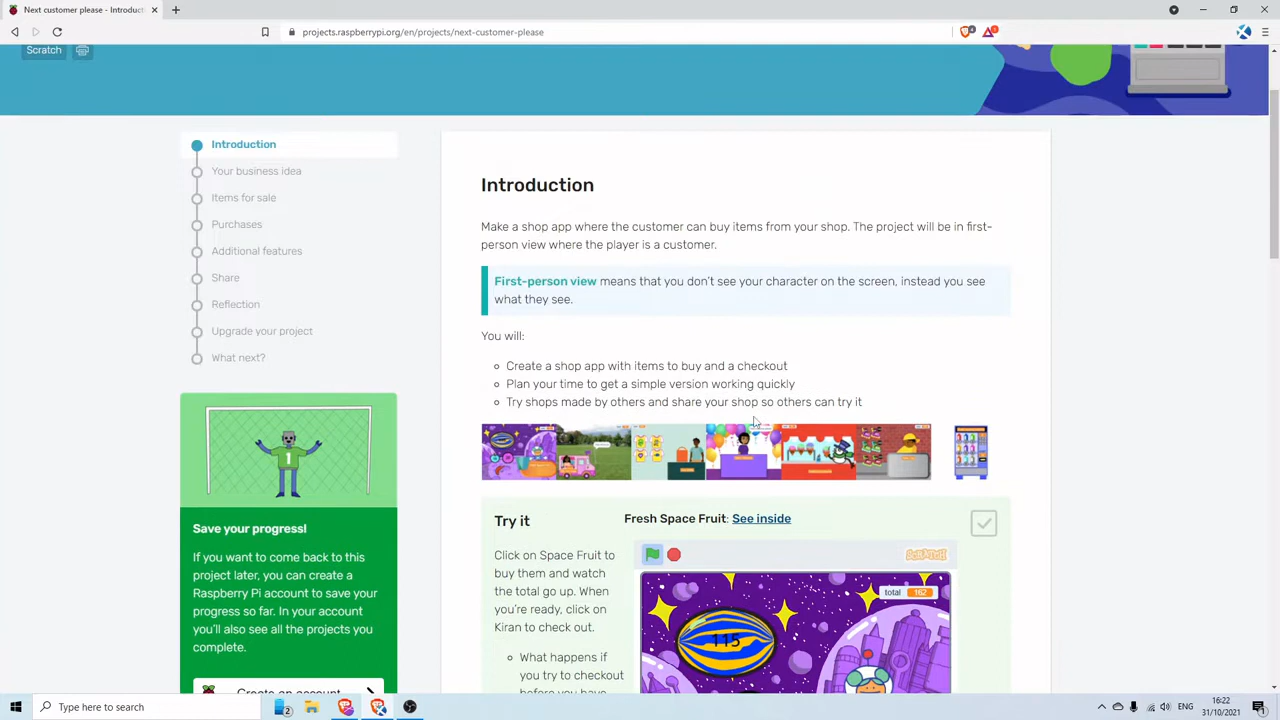 Next customer please - Introduct
projects.raspberrypi.org/en/projects/next-customer-please
Scratch
Introduction
Your business idea
Items for sale
Purchases
Additional features
Share
Reflection
Upgrade your project
What next?
Save your progress!
If you want to come back to this
project later, you can create a
Raspberry Pi account to save your
progress so far. In your account
you'll also see all the projects you
complete.
Create an account
Introduction
Make a shop app where the customer can buy items from your shop. The project will be in first-
person view where the player is a customer.
First-person view means that you don't see your character on the screen, instead you see
what they see.
You will:
Create a shop app with items to buy and a checkout
Plan your time to get a simple version working quickly
Try shops made by others and share your shop so others can try it
Try it
Fresh Space Fruit: See inside
Click on Space Fruit to
buy them and watch
the total go up. When
you're ready, click on
Kiran to check out.
What happens if
you try to checkout
before you have
SCRATCH
total 162
115
Type here to search
2
ENG
16:22
31/10/2021